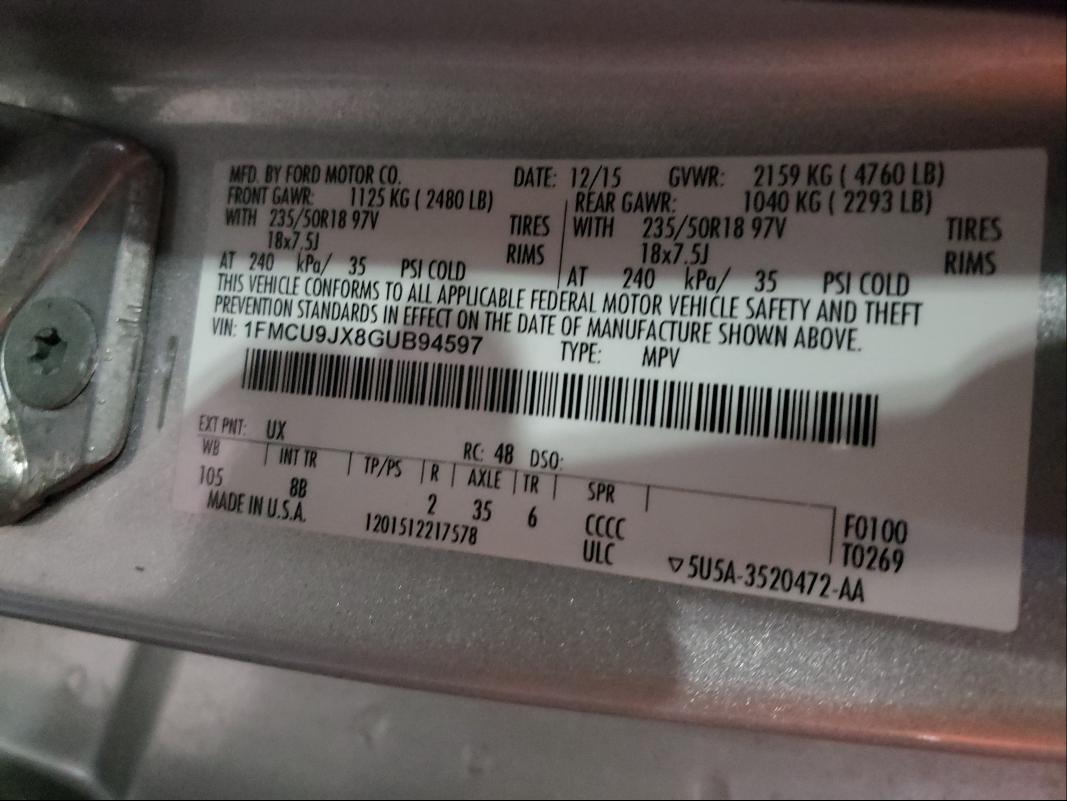 MFD. BY FORD MOTOR CO. DATE: 12/15 GVWR: 2159 KG ( 4760 LB)
FRONT GAWR: 1125 KG ( 2480 LB) REAR GAWR: 1040 KG ( 2293 LB)
WITH 235/50R18 97V TIRES WITH 235/50R18 97V TIRES
18x7.5J RIMS 18x7.5J RIMS
AT 240 kPa/ 35 PSI COLD AT 240 kPa/ 35 PSI COLD
THIS VEHICLE CONFORMS TO ALL APPLICABLE FEDERAL MOTOR VEHICLE SAFETY AND THEFT
PREVENTION STANDARDS IN EFFECT ON THE DATE OF MANUFACTURE SHOWN ABOVE.
VIN: 1FMCU9JX8GUB94597 TYPE: MPV
EXT PNT: UX RC: 48 DSO:
WB INT TR TP/PS R AXLE TR SPR
105 8B 2 35 6 CCCC F0100
MADE IN U.S.A. 1201512217578 ULC T0269
▽5U5A-3520472-AA